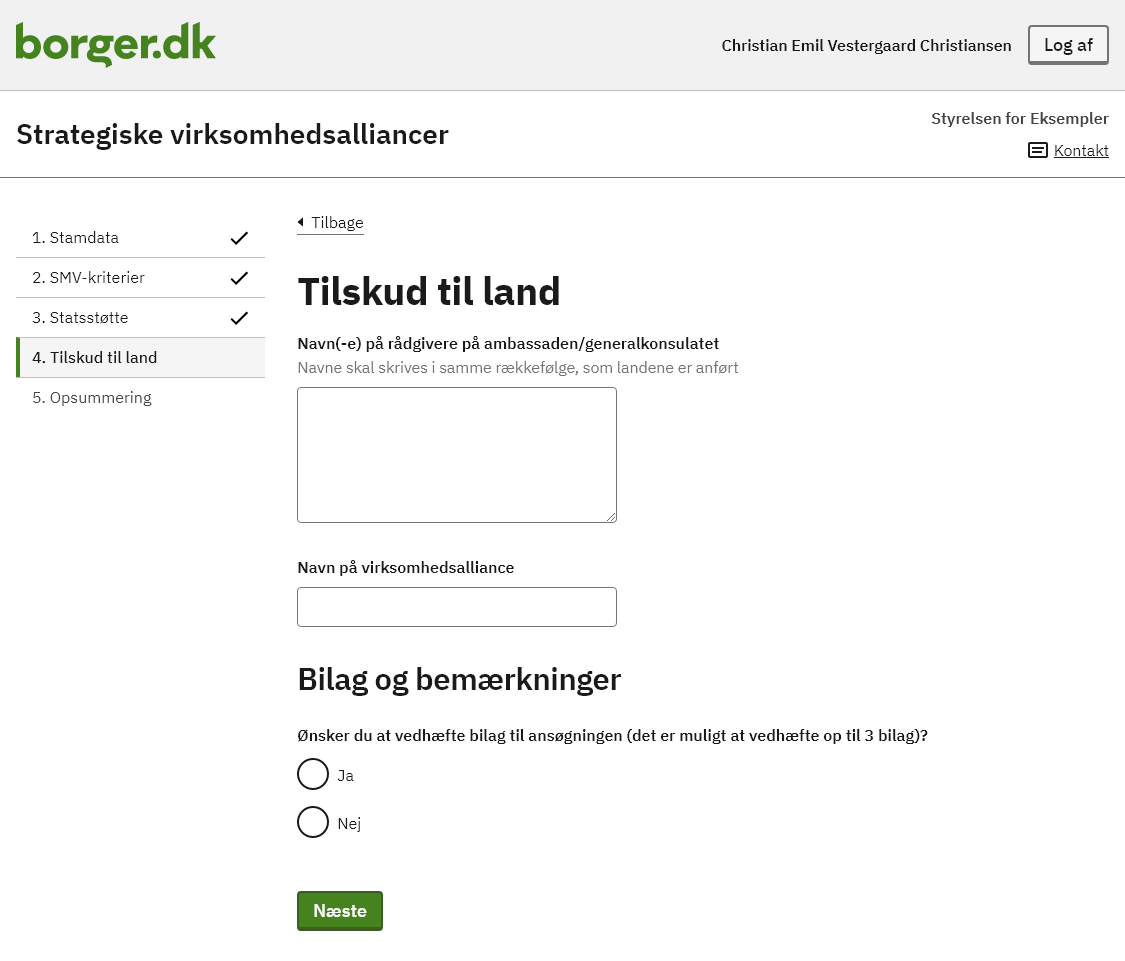 borger.dk
Christian Emil Vestergaard Christiansen
Log af
Strategiske virksomhedsalliancer
Styrelsen for Eksempler
Kontakt
1. Stamdata
2. SMV-kriterier
3. Statsstøtte
4. Tilskud til land
5. Opsummering
Tilbage
Tilskud til land
Navn(-e) på rådgivere på ambassaden/generalkonsulatet
Navne skal skrives i samme rækkefølge, som landene er anført
Navn på virksomhedsalliance
Bilag og bemærkninger
Ønsker du at vedhæfte bilag til ansøgningen (det er muligt at vedhæfte op til 3 bilag)?
Ja
Nej
Næste